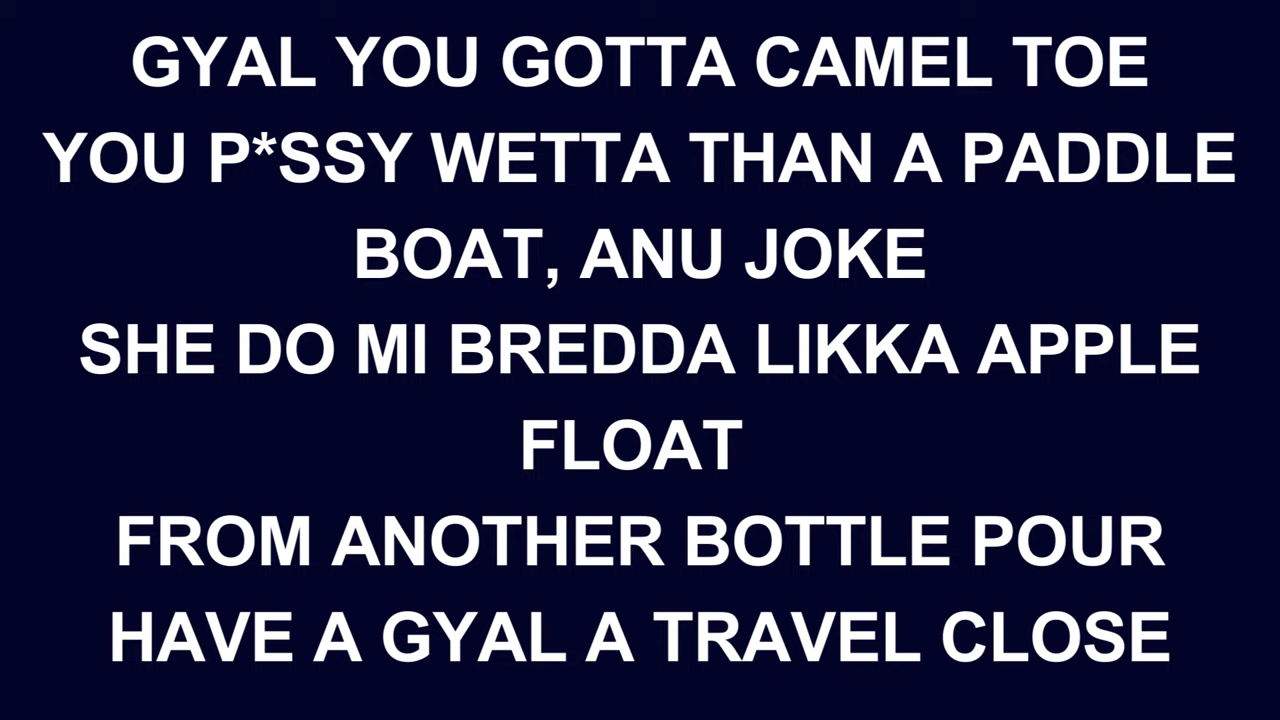 GYAL YOU GOTTA CAMEL TOE
YOU P*SSY WETTA THAN A PADDLE
BOAT, ANU JOKE
SHE DO MI BREDDA LIKKA APPLE
FLOAT
FROM ANOTHER BOTTLE POUR
HAVE A GYAL A TRAVEL CLOSE